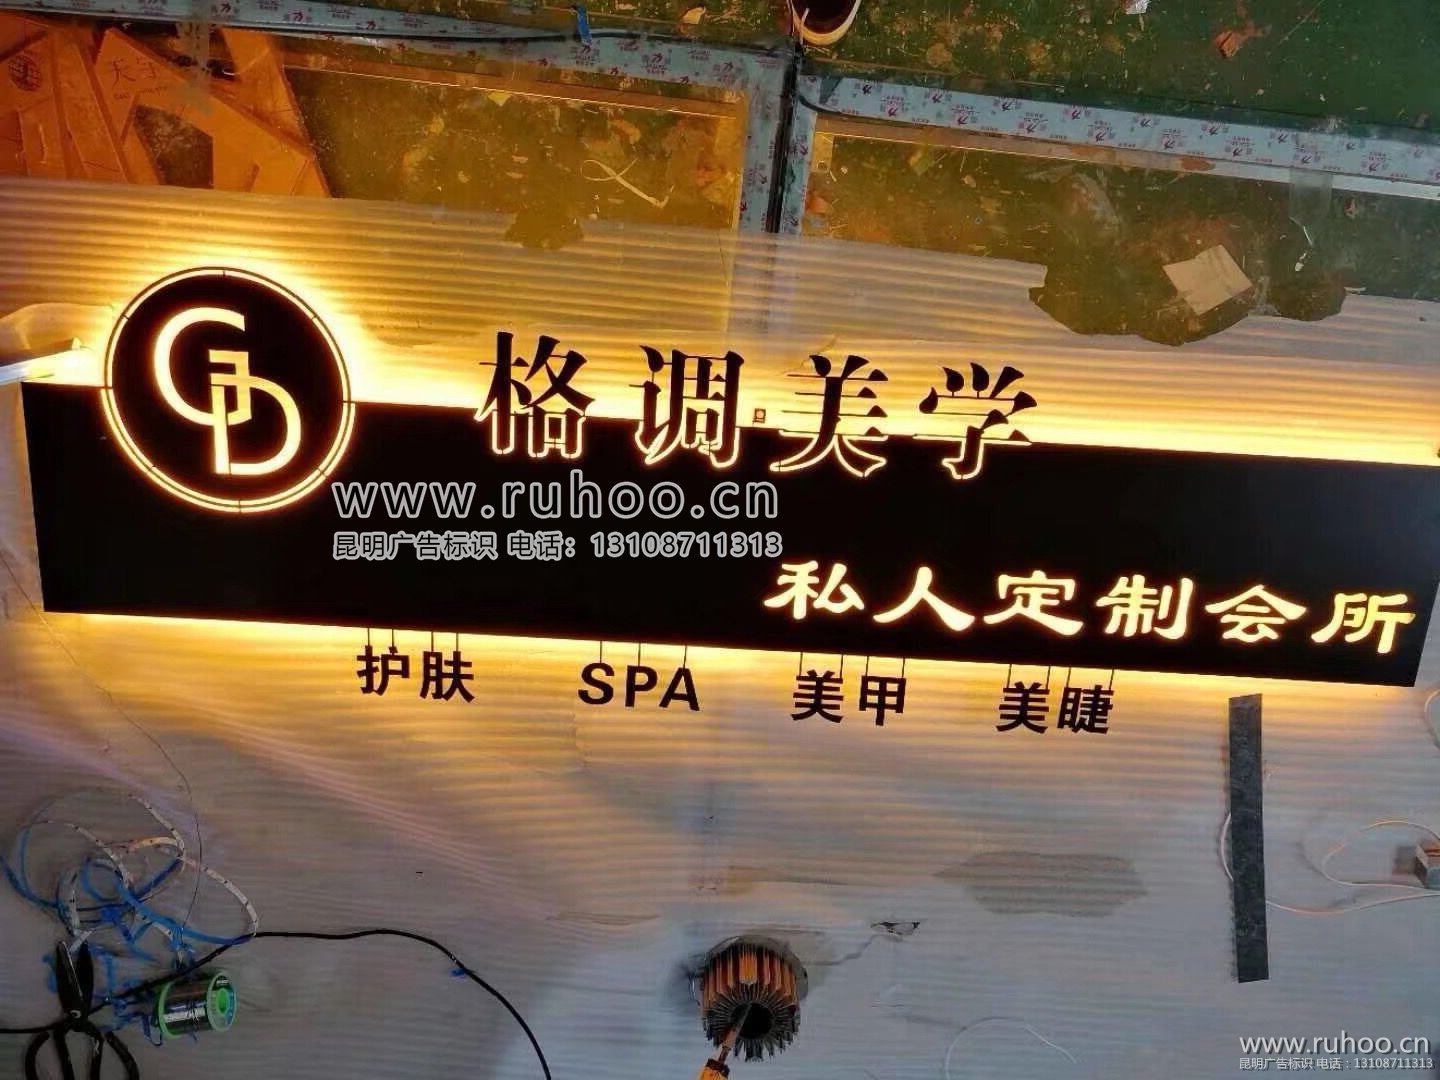 GD
格调美学
www.ruhoo.cn
昆明广告标识 电话：13108711313
私人定制会所
护肤 SPA 美甲 美睫
www.ruhoo.cn
昆明广告标识 电话：13108711313